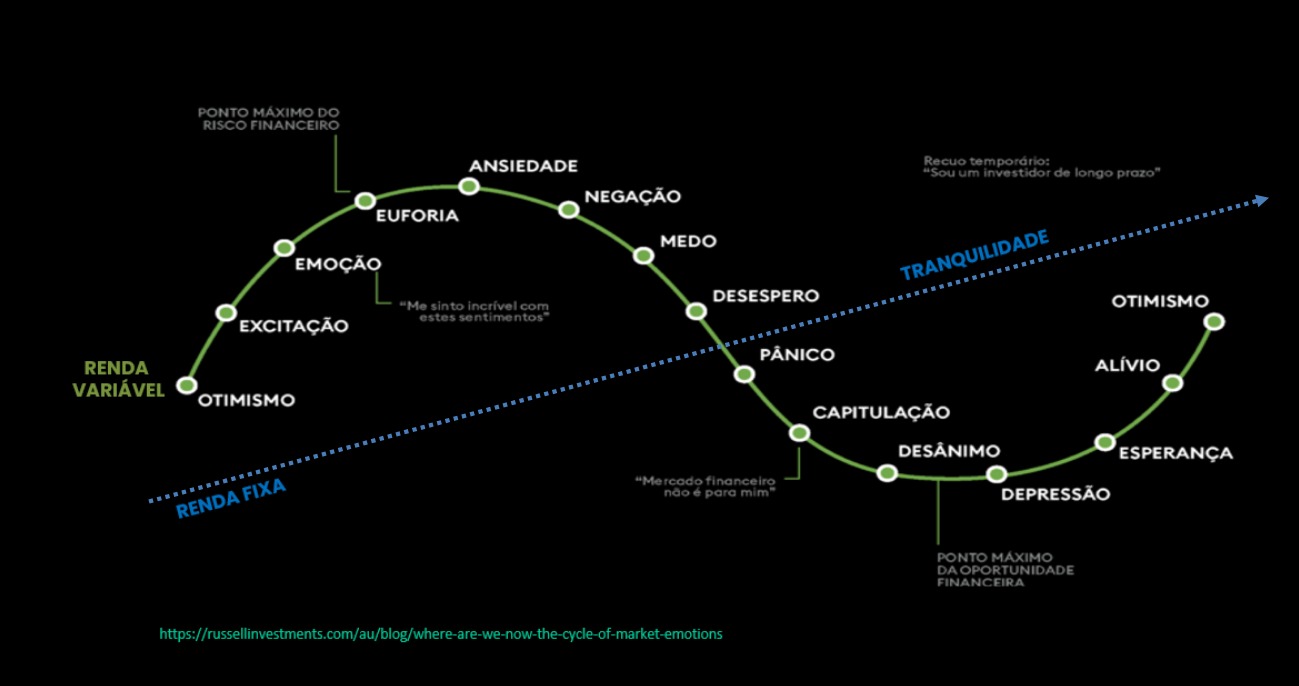 PONTO MÁXIMO DO
RISCO FINANCEIRO
ANSIEDADE
NEGAÇÃO
Recuo temporário:
“Sou um investidor de longo prazo”
EUFORIA
MEDO
EMOÇÃO
TRANQUILIDADE
“Me sinto incrível com
estes sentimentos”
DESESPERO
OTIMISMO
EXCITAÇÃO
PÂNICO
ALÍVIO
RENDA
VARIÁVEL
OTIMISMO
CAPITULAÇÃO
DESÂNIMO
ESPERANÇA
“Mercado financeiro
não é para mim”
RENDA FIXA
DEPRESSÃO
PONTO MÁXIMO
DA OPORTUNIDADE
FINANCEIRA
https://russellinvestments.com/au/blog/where-are-we-now-the-cycle-of-market-emotions